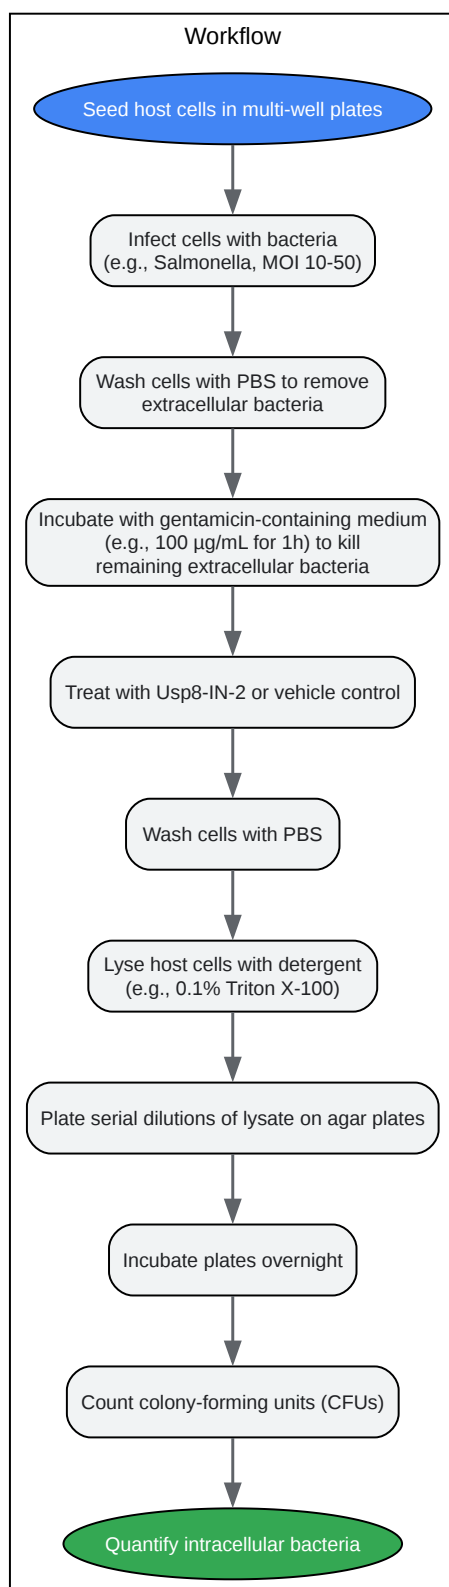 Workflow
Seed host cells in multi-well plates
Infect cells with bacteria
(e.g., Salmonella, MOI 10-50)
Wash cells with PBS to remove
extracellular bacteria
Incubate with gentamicin-containing medium
(e.g., 100 µg/mL for 1h) to kill
remaining extracellular bacteria
Treat with Usp8-IN-2 or vehicle control
Wash cells with PBS
Lyse host cells with detergent
(e.g., 0.1% Triton X-100)
Plate serial dilutions of lysate on agar plates
Incubate plates overnight
Count colony-forming units (CFUs)
Quantify intracellular bacteria